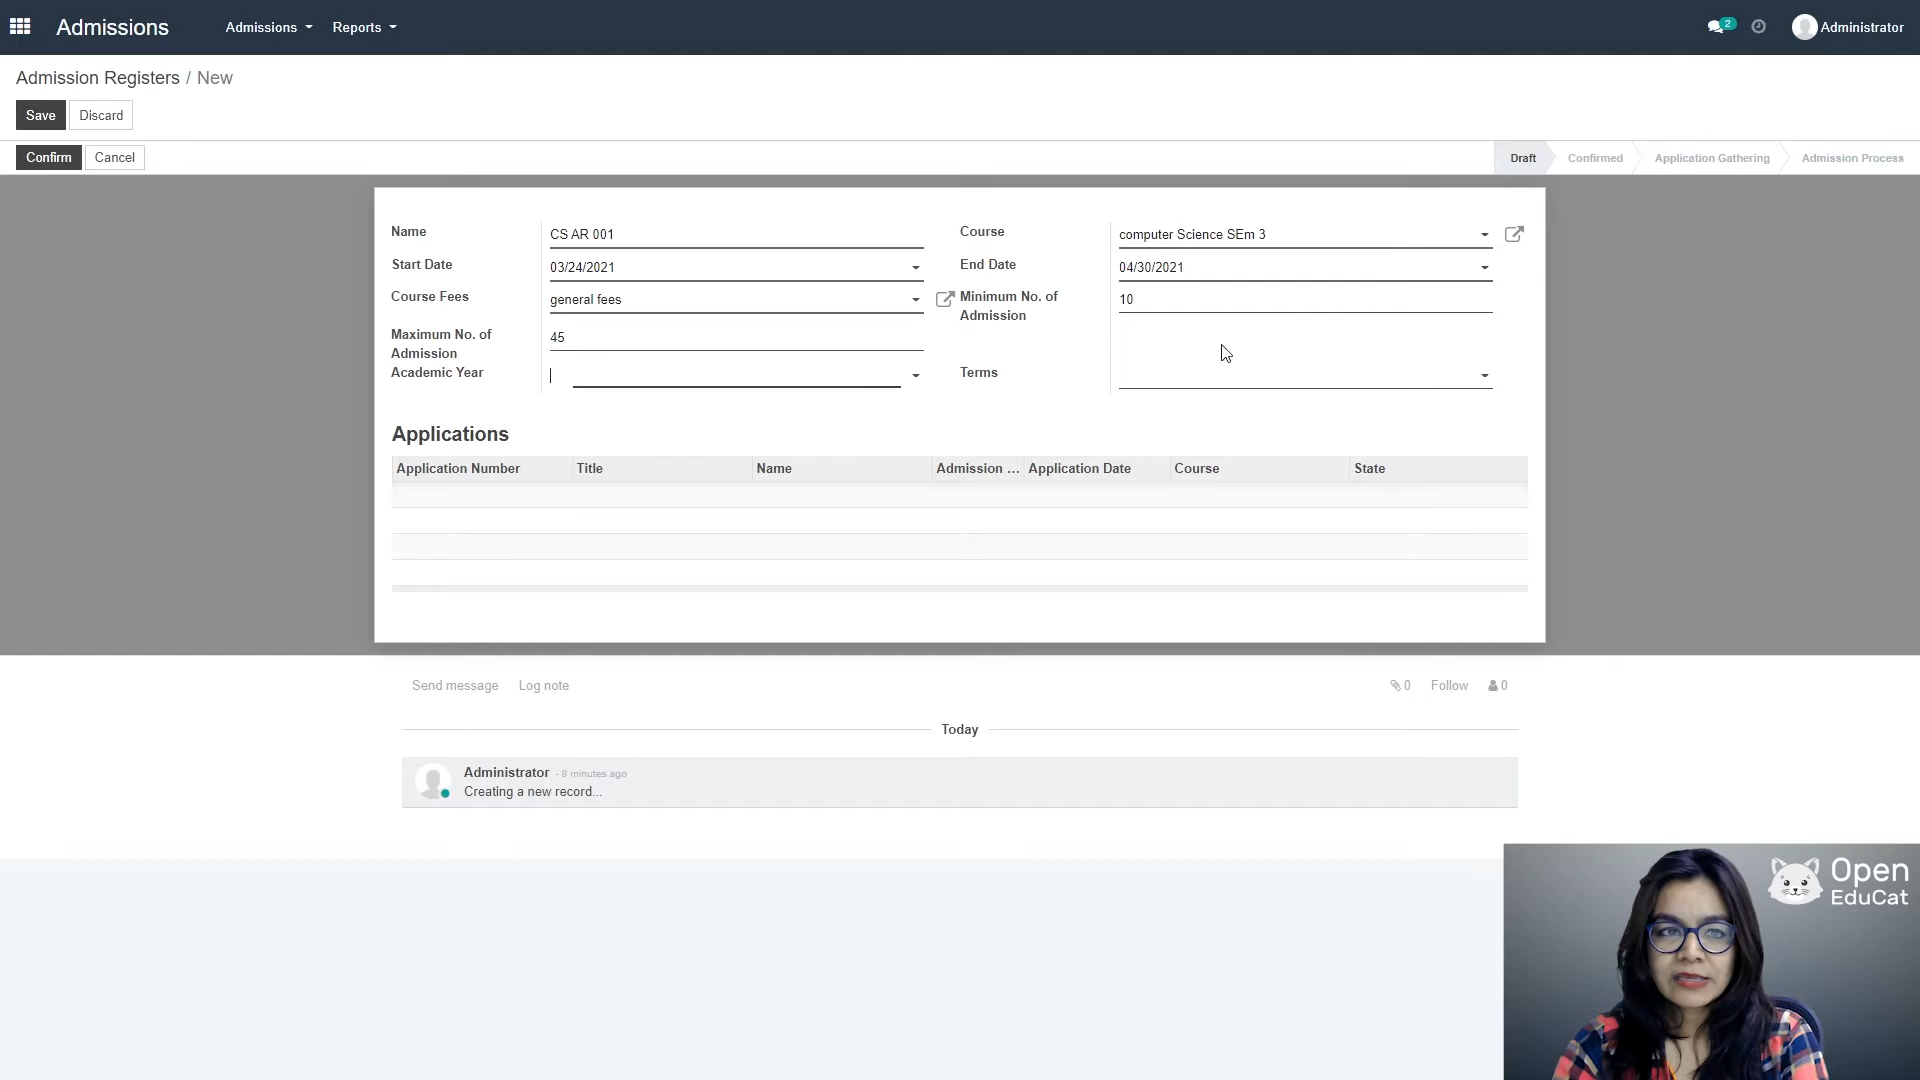 Admissions
Admissions
Reports
2
Administrator
Admission Registers / New
Save
Discard
Confirm
Cancel
Draft
Confirmed
Application Gathering
Admission Process
Name
CS AR 001
Course
computer Science SEm 3
Start Date
03/24/2021
End Date
04/30/2021
Course Fees
general fees
Minimum No. of
Admission
10
Maximum No. of
Admission
45
Academic Year
Terms
Applications
Application Number
Title
Name
Admission ...
Application Date
Course
State
Send message
Log note
0
Follow
0
Today
Administrator - 8 minutes ago
Creating a new record...
Open
EduCat